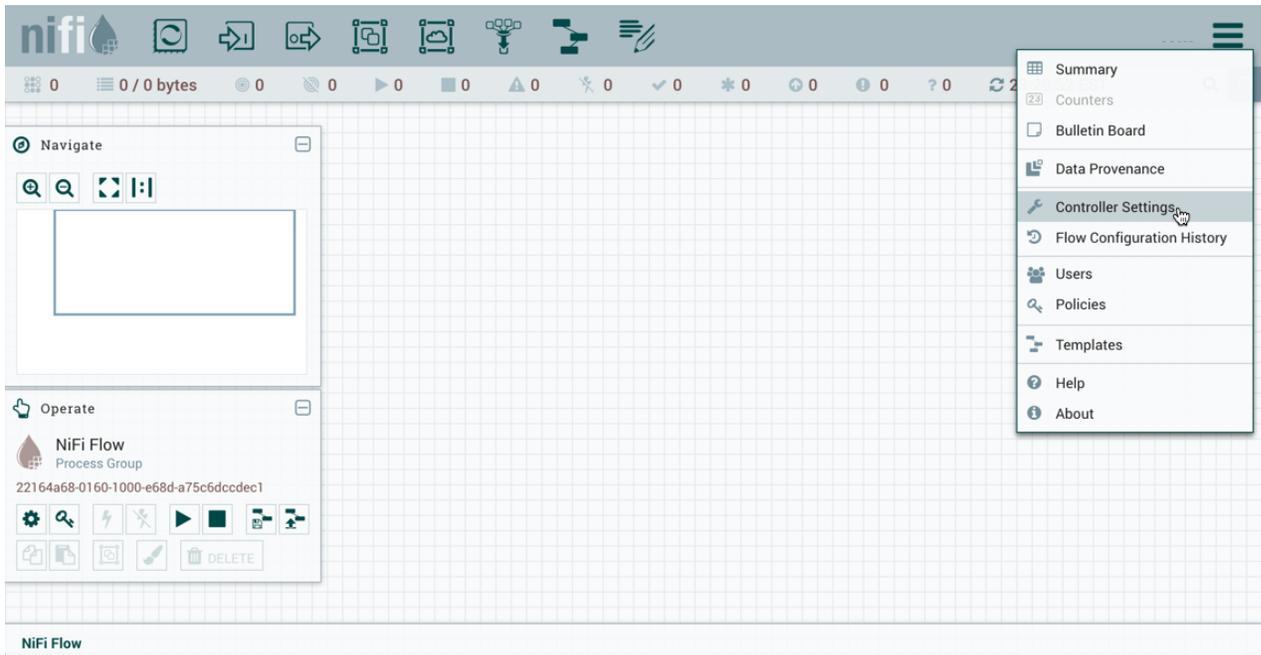 nifi
0
0 / 0 bytes
0
0
0
0
0
0
0
0
0
0
? 0
Summary
Counters
Bulletin Board
Data Provenance
Controller Settings
Flow Configuration History
Users
Policies
Templates
Help
About
Navigate
Operate
NiFi Flow
Process Group
22164a68-0160-1000-e68d-a75c6dccdec1
DELETE
NiFi Flow